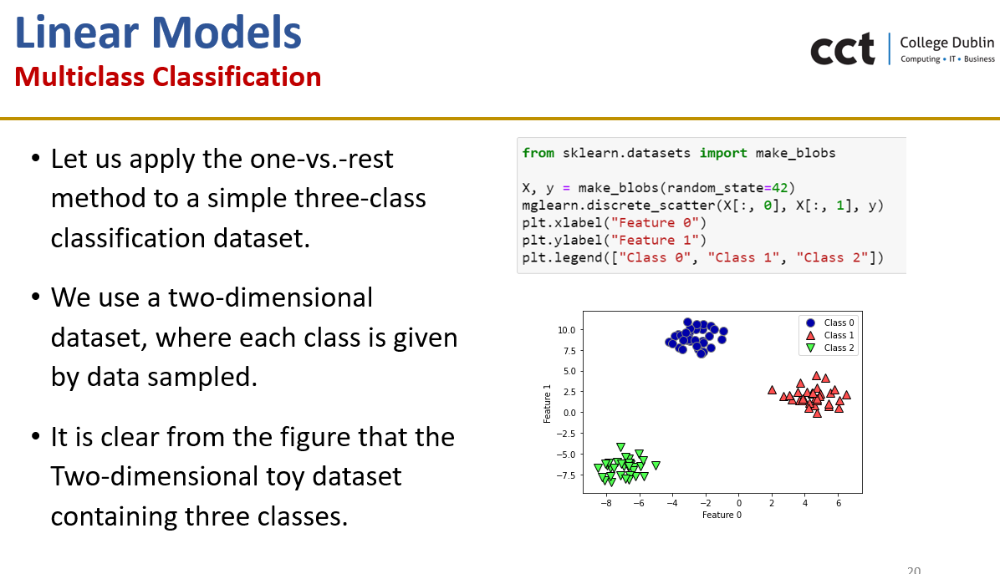 Linear Models
Multiclass Classification
cct
College Dublin
Computing • IT • Business
• Let us apply the one-vs.-rest
method to a simple three-class
classification dataset.
• We use a two-dimensional
dataset, where each class is given
by data sampled.
• It is clear from the figure that the
Two-dimensional toy dataset
containing three classes.
from sklearn.datasets import make_blobs
X, y = make_blobs(random_state=42)
mglearn.discrete_scatter(X[:, 0], X[:, 1], y)
plt.xlabel("Feature 0")
plt.ylabel("Feature 1")
plt.legend(["Class 0", "Class 1", "Class 2"])
Class 0
Class 1
Class 2
10.0
7.5
5.0
2.5
0.0
−2.5
−5.0
−7.5
Feature 1
−8 −6 −4 −2 0 2 4 6
Feature 0
20